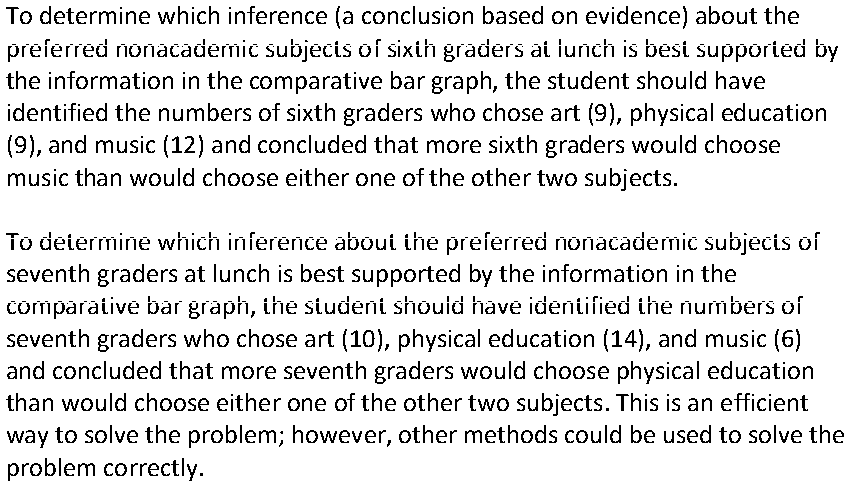 To determine which inference (a conclusion based on evidence) about the
preferred nonacademic subjects of sixth graders at lunch is best supported by
the information in the comparative bar graph, the student should have
identified the numbers of sixth graders who chose art (9), physical education
(9), and music (12) and concluded that more sixth graders would choose
music than would choose either one of the other two subjects.
To determine which inference about the preferred nonacademic subjects of
seventh graders at lunch is best supported by the information in the
comparative bar graph, the student should have identified the numbers of
seventh graders who chose art (10), physical education (14), and music (6)
and concluded that more seventh graders would choose physical education
than would choose either one of the other two subjects. This is an efficient
way to solve the problem; however, other methods could be used to solve the
problem correctly.